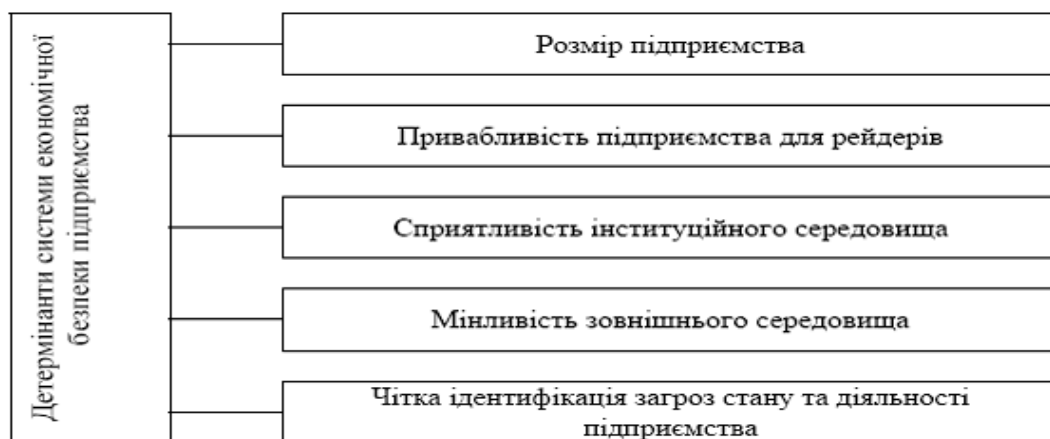 Детермінанти системи економічної
безпеки підприємства
Розмір підприємства
Привабливість підприємства для рейдерів
Сприятливість інституційного середовища
Мінливість зовнішнього середовища
Чітка ідентифікація загроз стану та діяльності
підприємства